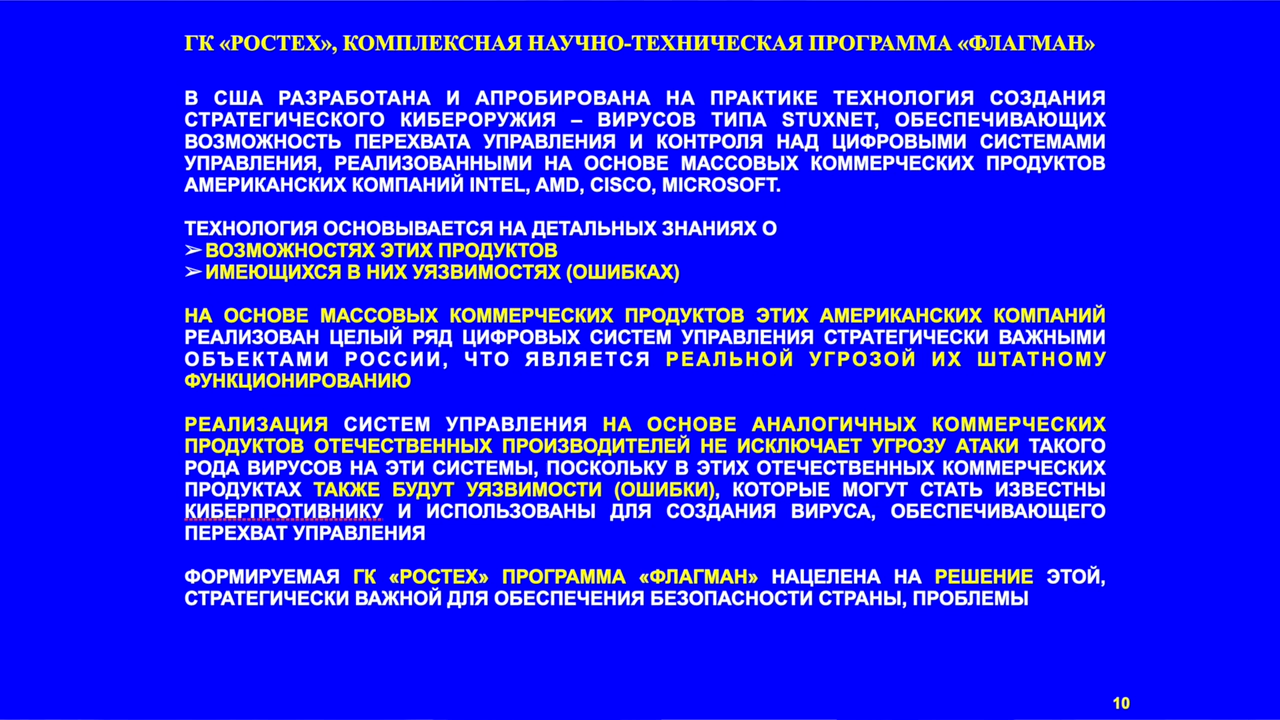 ГК «РОСТЕХ», КОМПЛЕКСНАЯ НАУЧНО-ТЕХНИЧЕСКАЯ ПРОГРАММА «ФЛАГМАН»
В США РАЗРАБОТАНА И АПРОБИРОВАНА НА ПРАКТИКЕ ТЕХНОЛОГИЯ СОЗДАНИЯ
СТРАТЕГИЧЕСКОГО КИБЕРОРУЖИЯ – ВИРУСОВ ТИПА STUXNET, ОБЕСПЕЧИВАЮЩИХ
ВОЗМОЖНОСТЬ ПЕРЕХВАТА УПРАВЛЕНИЯ И КОНТРОЛЯ НАД ЦИФРОВЫМИ СИСТЕМАМИ
УПРАВЛЕНИЯ, РЕАЛИЗОВАННЫМИ НА ОСНОВЕ МАССОВЫХ КОММЕРЧЕСКИХ ПРОДУКТОВ
АМЕРИКАНСКИХ КОМПАНИЙ INTEL, AMD, CISCO, MICROSOFT.
ТЕХНОЛОГИЯ ОСНОВЫВАЕТСЯ НА ДЕТАЛЬНЫХ ЗНАНИЯХ О
➢ ВОЗМОЖНОСТЯХ ЭТИХ ПРОДУКТОВ
➢ ИМЕЮЩИХСЯ В НИХ УЯЗВИМОСТЯХ (ОШИБКАХ)
НА ОСНОВЕ МАССОВЫХ КОММЕРЧЕСКИХ ПРОДУКТОВ ЭТИХ АМЕРИКАНСКИХ КОМПАНИЙ
РЕАЛИЗОВАН ЦЕЛЫЙ РЯД ЦИФРОВЫХ СИСТЕМ УПРАВЛЕНИЯ СТРАТЕГИЧЕСКИ ВАЖНЫМИ
ОБЪЕКТАМИ РОССИИ, ЧТО ЯВЛЯЕТСЯ РЕАЛЬНОЙ УГРОЗОЙ ИХ ШТАТНОМУ
ФУНКЦИОНИРОВАНИЮ
РЕАЛИЗАЦИЯ СИСТЕМ УПРАВЛЕНИЯ НА ОСНОВЕ АНАЛОГИЧНЫХ КОММЕРЧЕСКИХ
ПРОДУКТОВ ОТЕЧЕСТВЕННЫХ ПРОИЗВОДИТЕЛЕЙ НЕ ИСКЛЮЧАЕТ УГРОЗУ АТАКИ ТАКОГО
РОДА ВИРУСОВ НА ЭТИ СИСТЕМЫ, ПОСКОЛЬКУ В ЭТИХ ОТЕЧЕСТВЕННЫХ КОММЕРЧЕСКИХ
ПРОДУКТАХ ТАКЖЕ БУДУТ УЯЗВИМОСТИ (ОШИБКИ), КОТОРЫЕ МОГУТ СТАТЬ ИЗВЕСТНЫ
КИБЕРПРОТИВНИКУ И ИСПОЛЬЗОВАНЫ ДЛЯ СОЗДАНИЯ ВИРУСА, ОБЕСПЕЧИВАЮЩЕГО
ПЕРЕХВАТ УПРАВЛЕНИЯ
ФОРМИРУЕМАЯ ГК «РОСТЕХ» ПРОГРАММА «ФЛАГМАН» НАЦЕЛЕНА НА РЕШЕНИЕ ЭТОЙ,
СТРАТЕГИЧЕСКИ ВАЖНОЙ ДЛЯ ОБЕСПЕЧЕНИЯ БЕЗОПАСНОСТИ СТРАНЫ, ПРОБЛЕМЫ
10